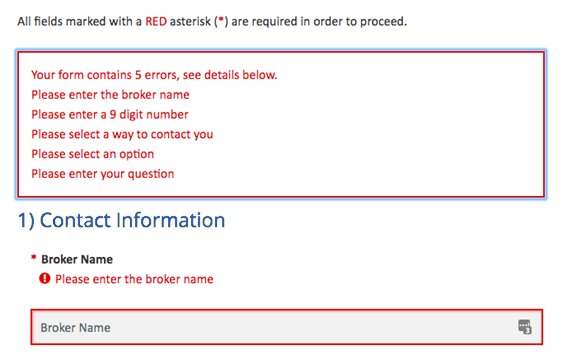 All fields marked with a RED asterisk (*) are required in order to proceed.
Your form contains 5 errors, see details below.
Please enter the broker name
Please enter a 9 digit number
Please select a way to contact you
Please select an option
Please enter your question
1) Contact Information
* Broker Name
Please enter the broker name
Broker Name
3